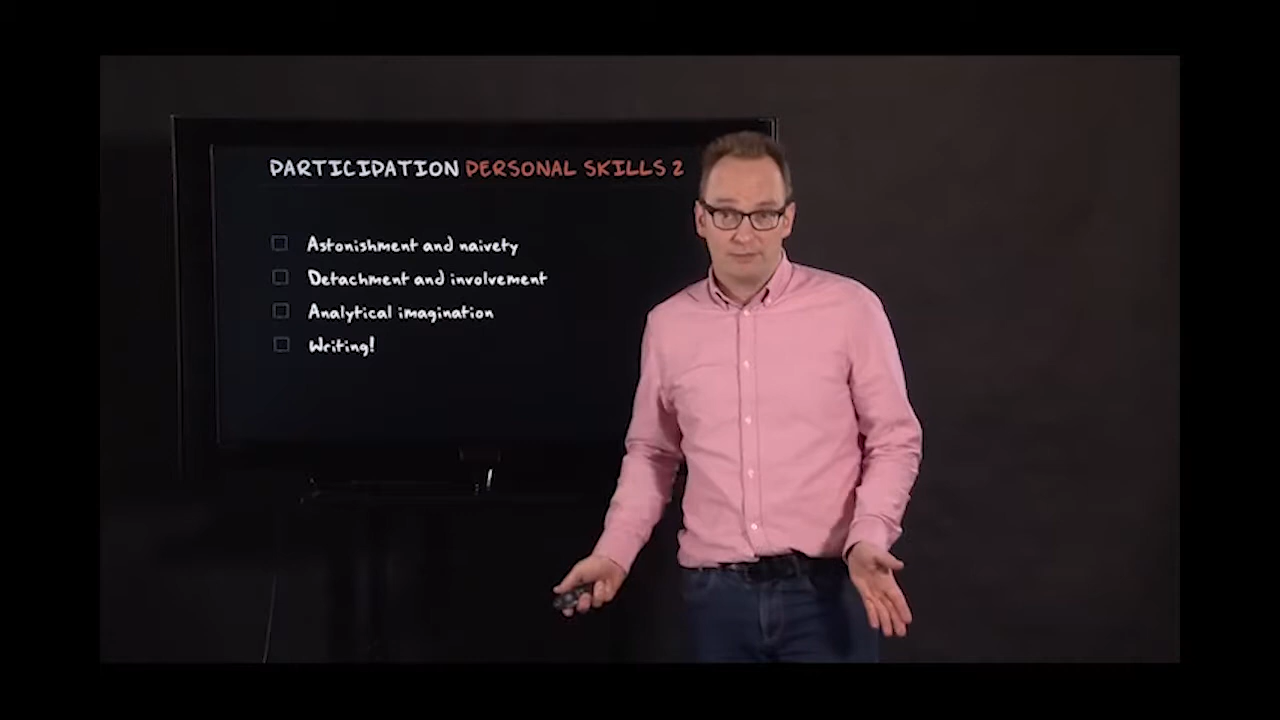 PARTICIPATION PERSONAL SKILLS 2
Astonishment and naivety
Detachment and involvement
Analytical imagination
Writing!